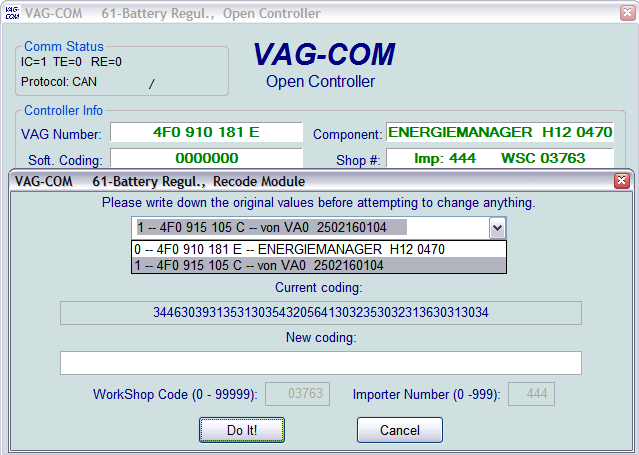 VAG-COM VAG-COM 61-Battery Regul., Open Controller
Comm Status
IC=1 TE=0 RE=0
Protocol: CAN /
VAG-COM
Open Controller
Controller Info
VAG Number: 4F0 910 181 E Component: ENERGIEMANAGER H12 0470
Soft. Coding: 0000000 Shop #: Imp: 444 WSC 03763
VAG-COM 61-Battery Regul., Recode Module
Please write down the original values before attempting to change anything.
1 -- 4F0 915 105 C -- von VA0 2502160104
0 -- 4F0 910 181 E -- ENERGIEMANAGER H12 0470
1 -- 4F0 915 105 C -- von VA0 2502160104
Current coding:
3446303931353130354320564130323530323136303130​34
New coding:
WorkShop Code (0 - 99999): 03763 Importer Number (0 -999): 444
Do It! Cancel